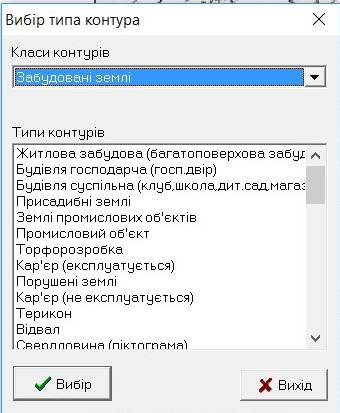 Вибір типа контура
Класи контурів
Забудовані землі
Типи контурів
Житлова забудова (багатоповерхова забуд
Будівля господарча (госп.двір)
Будівля суспільна (клуб,школа,дит.сад,магаз
Присадибні землі
Землі промислових об'єктів
Промисловий об'єкт
Торфорозробка
Кар'єр (експлуатується)
Порушені землі
Кар'єр (не експлуатується)
Терикон
Відвал
Свердловина (піктограма)
Вибір
Вихід